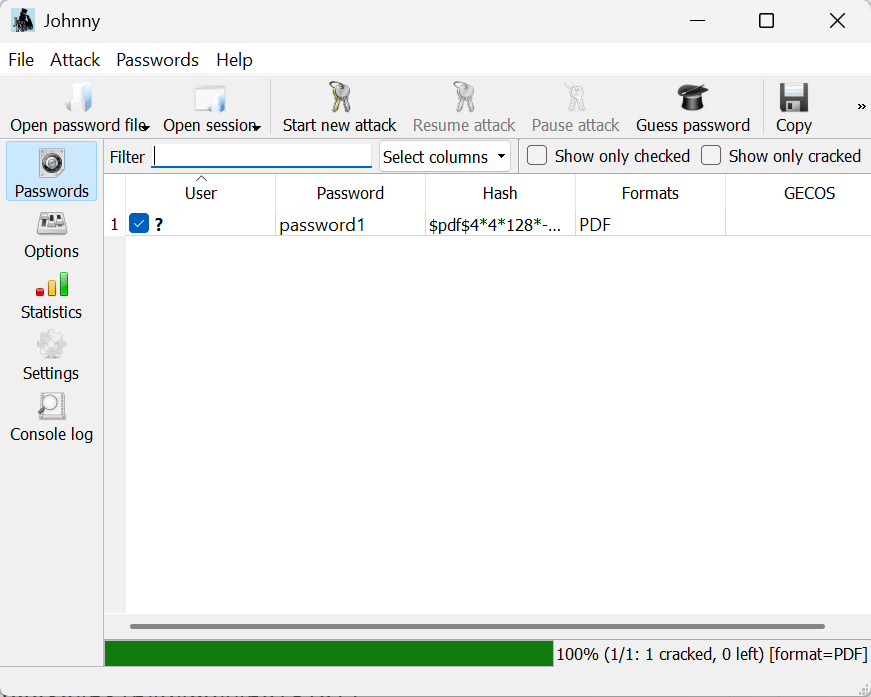 Johnny
File Attack Passwords Help
Open password file Open session Start new attack Resume attack Pause attack Guess password Copy »
Passwords
Options
Statistics
Settings
Console log
Filter Select columns Show only checked Show only cracked
User Password Hash Formats GECOS
1 ? password1 $pdf$4*4*128*-... PDF
100% (1/1: 1 cracked, 0 left) [format=PDF]